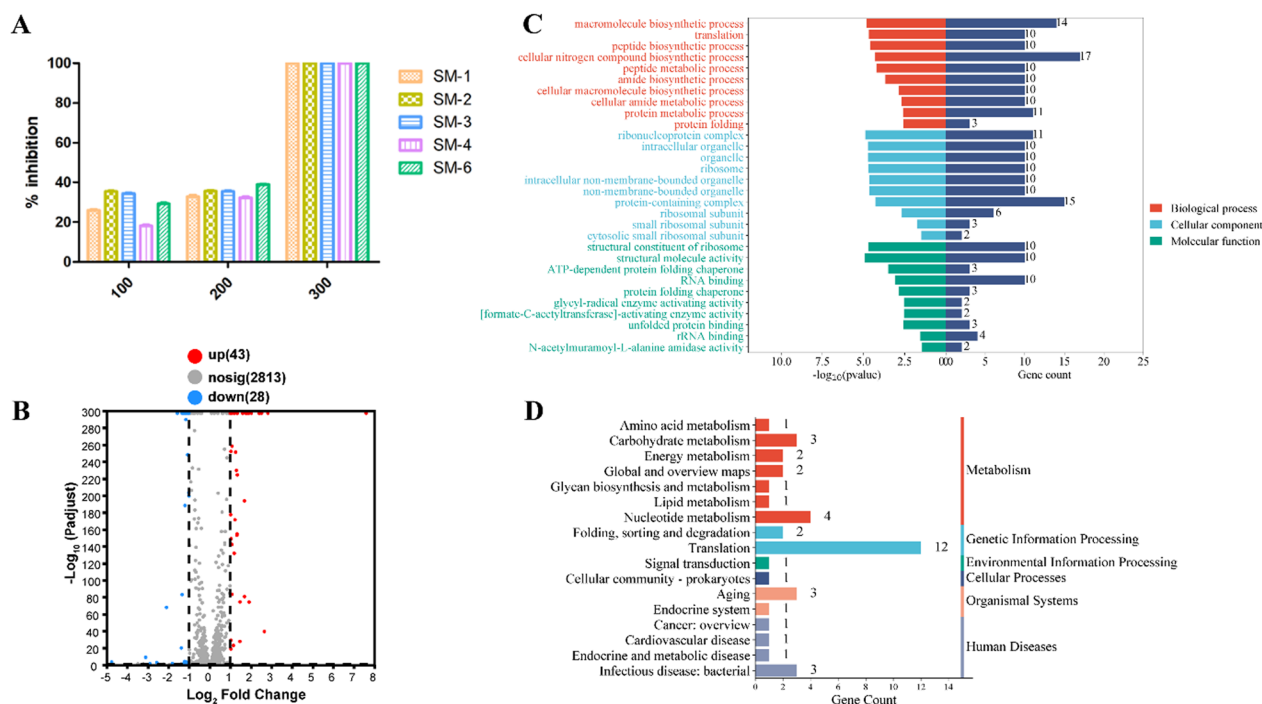 A
% inhibition
100
80
60
40
20
0
100
200
300
SM-1
SM-2
SM-3
SM-4
SM-6
B
up(43)
nosig(2813)
down(28)
-Log10 (Padjust)
300
280
260
240
220
200
180
160
140
120
100
80
60
40
20
0
-5 -4 -3 -2 -1 0 1 2 3 4 5 6 7 8
Log2 Fold Change
C
macromolecule biosynthetic process 14
translation 10
peptide biosynthetic process 10
cellular nitrogen compound biosynthetic process 17
peptide metabolic process 10
amide biosynthetic process 10
cellular macromolecule biosynthetic process 10
cellular amide metabolic process 10
protein metabolic process 11
protein folding 3
ribonucleoprotein complex 11
intracellular organelle 10
organelle 10
ribosome 10
intracellular non-membrane-bounded organelle 10
non-membrane-bounded organelle 10
protein-containing complex 15
ribosomal subunit 6
small ribosomal subunit 3
cytosolic small ribosomal subunit 2
structural constituent of ribosome 10
structural molecule activity 10
ATP-dependent protein folding chaperone 3
RNA binding 10
protein folding chaperone 3
glycyl-radical enzyme activating activity 2
[formate-C-acetyltransferase]-activating enzyme activity 2
unfolded protein binding 3
rRNA binding 4
N-acetylmuramoyl-L-alanine amidase activity 2
10.0 7.5 5.0 2.5 0 0 5 10 15 20 25
-log10(pvalue) Gene count
Biological process
Cellular component
Molecular function
D
Amino acid metabolism 1
Carbohydrate metabolism 3
Energy metabolism 2
Global and overview maps 2
Glycan biosynthesis and metabolism 1
Lipid metabolism 1
Nucleotide metabolism 4
Folding, sorting and degradation 2
Translation 12
Signal transduction 1
Cellular community - prokaryotes 1
Aging 3
Endocrine system 1
Cancer: overview 1
Cardiovascular disease 1
Endocrine and metabolic disease 1
Infectious disease: bacterial 3
0 2 4 6 8 10 12 14
Gene Count
Metabolism
Genetic Information Processing
Environmental Information Processing
Cellular Processes
Organismal Systems
Human Diseases